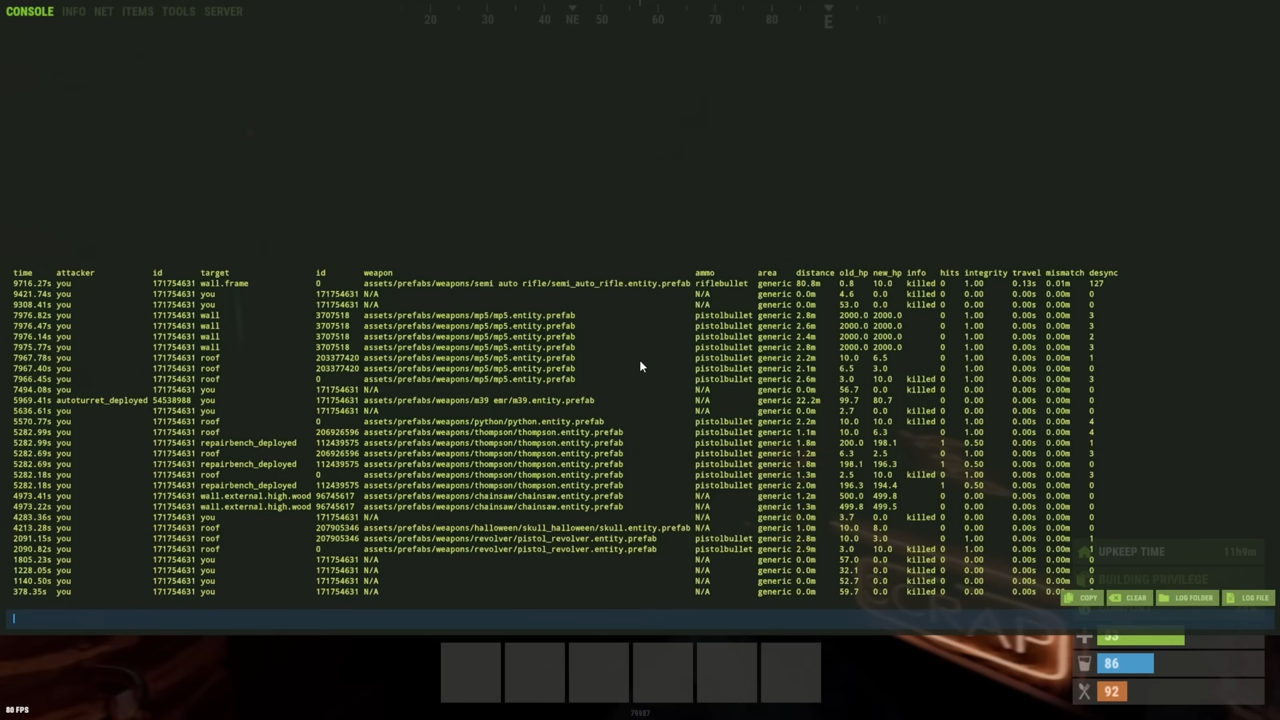 CONSOLE INFO NET ITEMS TOOLS SERVER
20 30 40 NE 50 60 70 80 E
time attacker id target id weapon ammo area distance old_hp new_hp info hits integrity travel mismatch desync
9716.27s you 171754631 wall.frame 0 assets/prefabs/weapons/semi auto rifle/semi_auto_rifle.entity.prefab riflebullet generic 80.8m 0.8 10.0 killed 0 1.00 0.13s 0.01m 127
9421.74s you 171754631 you 171754631 N/A N/A generic 0.0m 4.6 0.0 killed 0 0.00 0.00s 0.00m 0
9308.41s you 171754631 you 171754631 N/A N/A generic 0.0m 53.0 0.0 killed 0 0.00 0.00s 0.00m 0
7976.82s you 171754631 wall 3707518 assets/prefabs/weapons/mp5/mp5.entity.prefab pistolbullet generic 2.8m 2000.0 2000.0 0 1.00 0.00s 0.00m 3
7976.47s you 171754631 wall 3707518 assets/prefabs/weapons/mp5/mp5.entity.prefab pistolbullet generic 2.6m 2000.0 2000.0 0 1.00 0.00s 0.00m 3
7976.14s you 171754631 wall 3707518 assets/prefabs/weapons/mp5/mp5.entity.prefab pistolbullet generic 2.4m 2000.0 2000.0 0 1.00 0.00s 0.00m 2
7975.77s you 171754631 wall 3707518 assets/prefabs/weapons/mp5/mp5.entity.prefab pistolbullet generic 2.8m 2000.0 2000.0 0 1.00 0.00s 0.00m 3
7967.78s you 171754631 roof 203377420 assets/prefabs/weapons/mp5/mp5.entity.prefab pistolbullet generic 2.2m 10.0 6.5 0 1.00 0.00s 0.00m 1
7967.40s you 171754631 roof 203377420 assets/prefabs/weapons/mp5/mp5.entity.prefab pistolbullet generic 2.1m 6.5 3.0 0 1.00 0.00s 0.00m 0
7966.45s you 171754631 roof 0 assets/prefabs/weapons/mp5/mp5.entity.prefab pistolbullet generic 2.6m 3.0 10.0 killed 0 1.00 0.00s 0.00m 3
7494.08s you 171754631 you 171754631 N/A N/A generic 0.0m 56.7 0.0 killed 0 0.00 0.00s 0.00m 0
5969.41s autoturret_deployed 54538988 you 171754631 assets/prefabs/weapons/m39 emr/m39.entity.prefab N/A generic 22.2m 99.7 80.7 0 0.00 0.00s 0.00m 0
5636.61s you 171754631 you 171754631 N/A N/A generic 0.0m 2.7 0.0 killed 0 0.00 0.00s 0.00m 0
5570.77s you 171754631 roof 0 assets/prefabs/weapons/python/python.entity.prefab pistolbullet generic 2.2m 10.0 10.0 killed 0 1.00 0.00s 0.00m 4
5282.99s you 171754631 roof 206926596 assets/prefabs/weapons/thompson/thompson.entity.prefab pistolbullet generic 1.1m 10.0 6.3 0 1.00 0.00s 0.00m 4
5282.99s you 171754631 repairbench_deployed 112439575 assets/prefabs/weapons/thompson/thompson.entity.prefab pistolbullet generic 1.8m 200.0 198.1 1 0.50 0.00s 0.00m 1
5282.69s you 171754631 roof 206926596 assets/prefabs/weapons/thompson/thompson.entity.prefab pistolbullet generic 1.2m 6.3 2.5 0 1.00 0.00s 0.00m 3
5282.69s you 171754631 repairbench_deployed 112439575 assets/prefabs/weapons/thompson/thompson.entity.prefab pistolbullet generic 1.8m 198.1 196.3 1 0.50 0.00s 0.00m 0
5282.18s you 171754631 roof 0 assets/prefabs/weapons/thompson/thompson.entity.prefab pistolbullet generic 1.3m 2.5 10.0 killed 0 1.00 0.00s 0.00m 3
5282.18s you 171754631 repairbench_deployed 112439575 assets/prefabs/weapons/thompson/thompson.entity.prefab pistolbullet generic 2.0m 196.3 194.4 1 0.50 0.00s 0.00m 0
4973.41s you 171754631 wall.external.high.wood 96745617 assets/prefabs/weapons/chainsaw/chainsaw.entity.prefab N/A generic 1.2m 500.0 499.8 0 0.00 0.00s 0.00m 0
4973.22s you 171754631 wall.external.high.wood 96745617 assets/prefabs/weapons/chainsaw/chainsaw.entity.prefab N/A generic 1.3m 499.8 499.5 0 0.00 0.00s 0.00m 0
4283.36s you 171754631 you 171754631 N/A N/A generic 0.0m 3.7 0.0 killed 0 0.00 0.00s 0.00m 0
4213.28s you 171754631 roof 207905346 assets/prefabs/weapons/halloween/skull_halloween/skull.entity.prefab N/A generic 1.0m 10.0 8.0 0 0.00 0.00s 0.00m 0
2091.15s you 171754631 roof 207905346 assets/prefabs/weapons/revolver/pistol_revolver.entity.prefab pistolbullet generic 2.8m 10.0 3.0 0 1.00 0.00s 0.00m 1
2090.82s you 171754631 roof 0 assets/prefabs/weapons/revolver/pistol_revolver.entity.prefab pistolbullet generic 2.9m 3.0 10.0 killed 0 1.00 0.00s 0.00m 1
1805.23s you 171754631 you 171754631 N/A N/A generic 0.0m 57.0 0.0 killed 0 0.00 0.00s 0.00m 0
1228.05s you 171754631 you 171754631 N/A N/A generic 0.0m 32.1 0.0 killed 0 0.00 0.00s 0.00m 0
1140.50s you 171754631 you 171754631 N/A N/A generic 0.0m 52.7 0.0 killed 0 0.00 0.00s 0.00m 0
378.35s you 171754631 you 171754631 N/A N/A generic 0.0m 59.7 0.0 killed 0 0.00 0.00s 0.00m 0
UPKEEP TIME 11h9m
BUILDING PRIVILEGE
COPY CLEAR LOG FOLDER LOG FILE
SCRAP
53
86
92
80 FPS